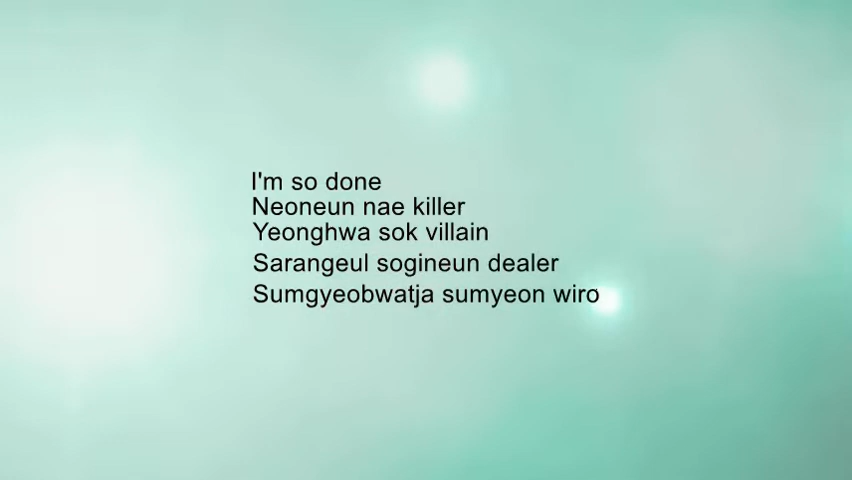 I'm so done
Neoneun nae killer
Yeonghwa sok villain
Sarangeul sogineun dealer
Sumgyeobwatja sumyeon wiro